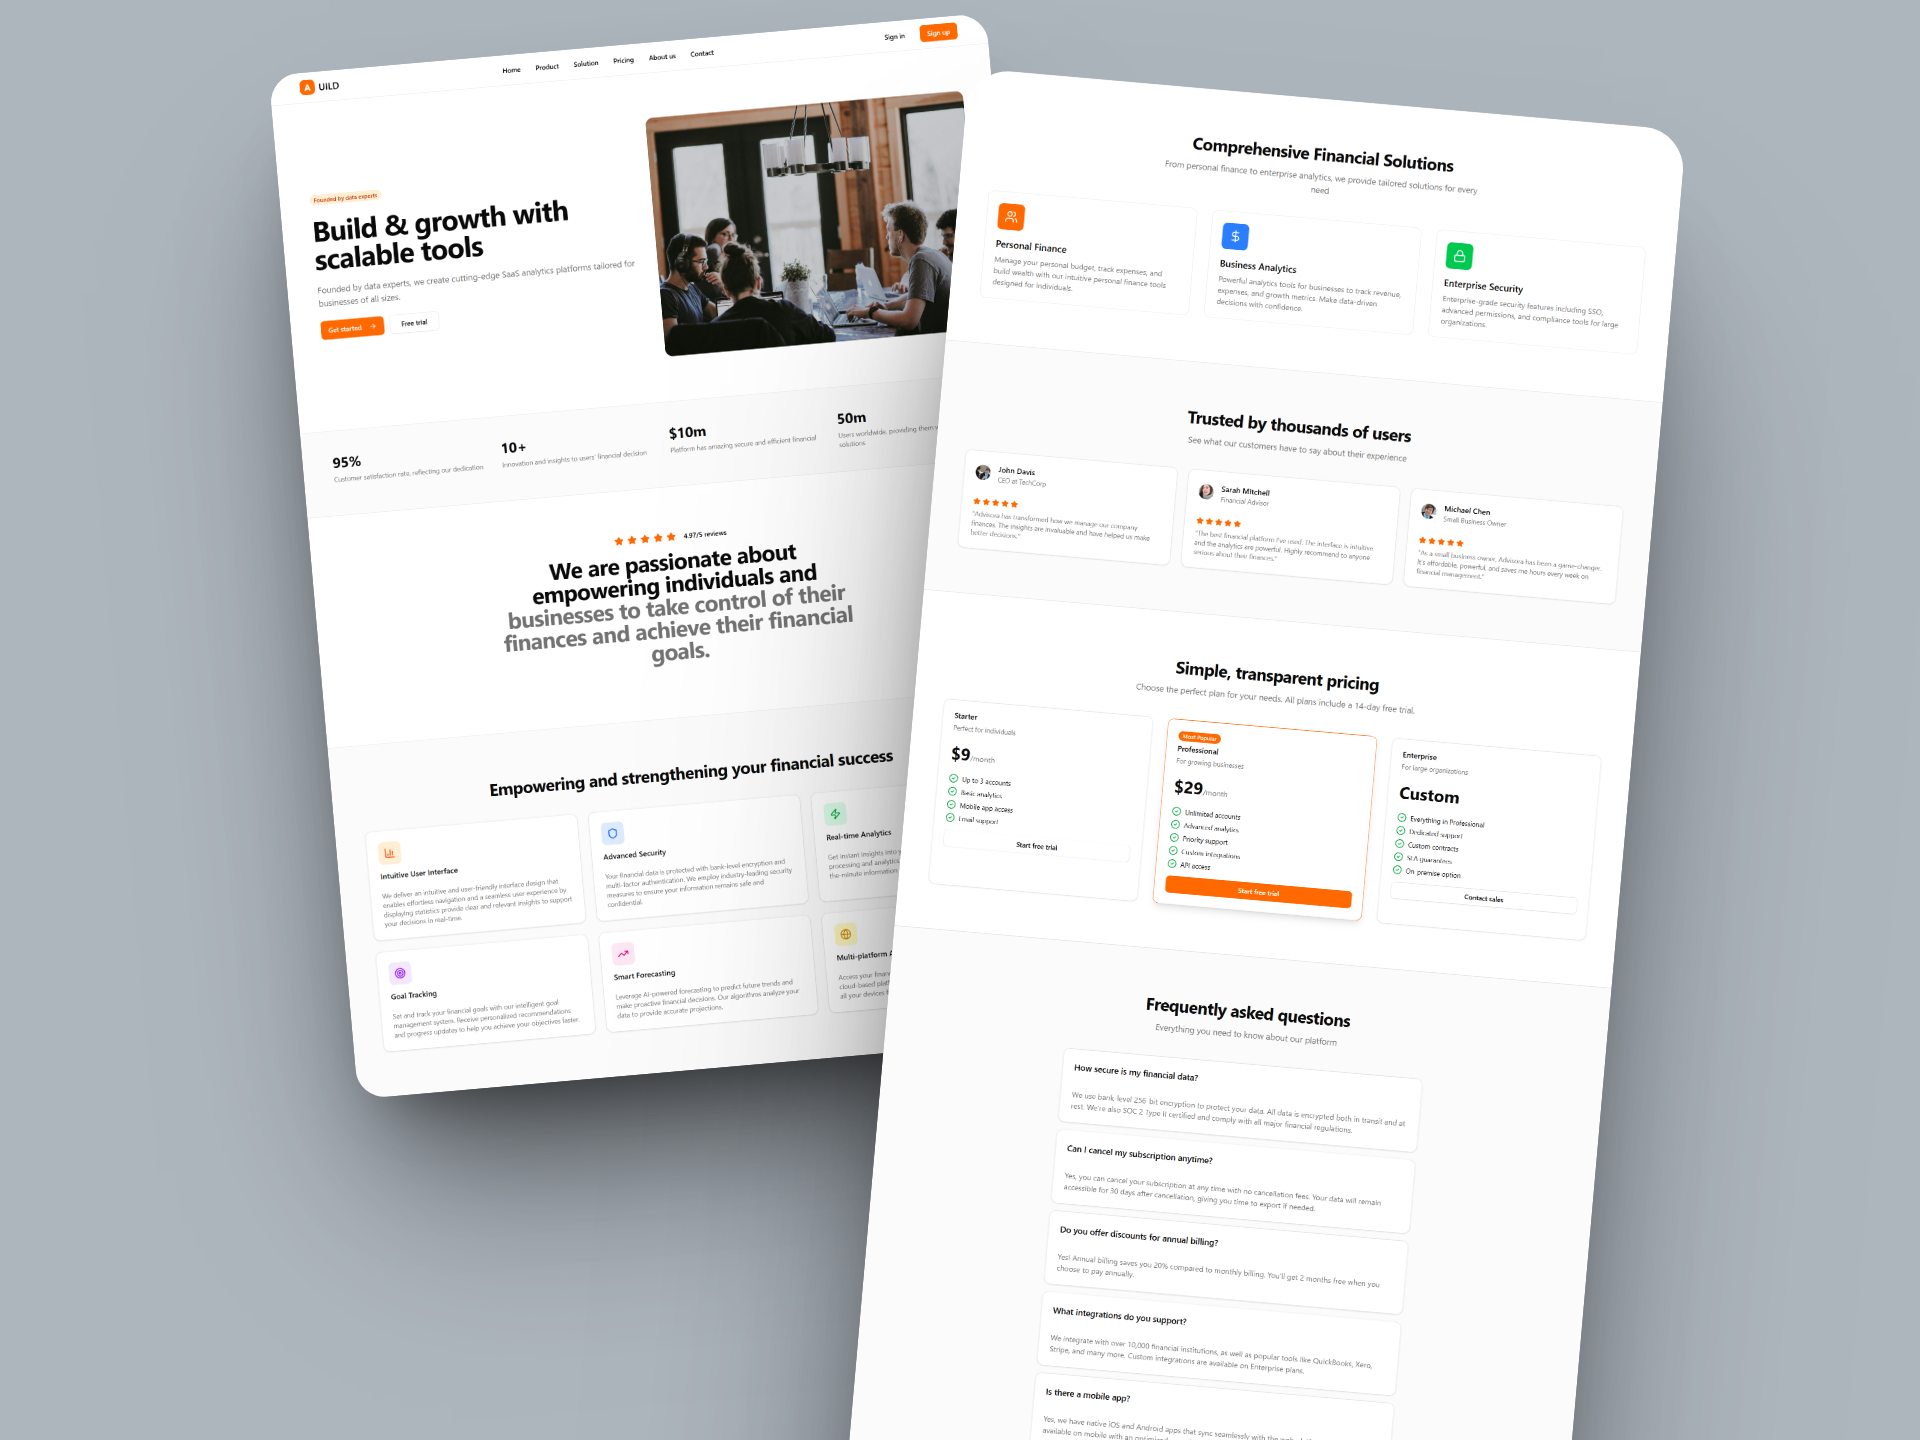 A UILD
Home Product Solution Pricing About us Contact
Sign in Sign up
Founded by data experts
Build & growth with
scalable tools
Founded by data experts, we create cutting-edge SaaS analytics platforms tailored for
businesses of all sizes.
Get started Free trial
95%
Customer satisfaction rate, reflecting our dedication
10+
Innovation and insights to users' financial decision
$10m
Platform has amazing secure and efficient financial
50m
Users worldwide, providing them
solutions
4.97/5 reviews
We are passionate about
empowering individuals and
businesses to take control of their
finances and achieve their financial
goals.
Empowering and strengthening your financial success
Intuitive User Interface
We deliver an intuitive and user-friendly interface design that
enables effortless navigation and a seamless user experience by
displaying statistics provide clear and relevant insights to support
your decisions in real-time.
Advanced Security
Your financial data is protected with bank-level encryption and
multi-factor authentication. We employ industry-leading security
measures to ensure your information remains safe and
confidential.
Real-time Analytics
Get instant insights into
processing and analytics
the-minute information
Goal Tracking
Set and track your financial goals with our intelligent goal
management system. Receive personalized recommendations
and progress updates to help you achieve your objectives faster.
Smart Forecasting
Leverage AI-powered forecasting to predict future trends and
make proactive financial decisions. Our algorithms analyze your
data to provide accurate projections.
Multi-platform
Access your
cloud-based
all your devices
Comprehensive Financial Solutions
From personal finance to enterprise analytics, we provide tailored solutions for every
need
Personal Finance
Manage your personal budget, track expenses, and
build wealth with our intuitive personal finance tools
designed for individuals.
Business Analytics
Powerful analytics tools for businesses to track revenue,
expenses, and growth metrics. Make data-driven
decisions with confidence.
Enterprise Security
Enterprise-grade security features including SSO,
advanced permissions, and compliance tools for large
organizations.
Trusted by thousands of users
See what our customers have to say about their experience
John Davis
CEO at TechCorp
"Advisora has transformed how we manage our company
finances. The insights are invaluable and have helped us make
better decisions."
Sarah Mitchell
Financial Advisor
"The best financial platform I've used. The interface is intuitive
and the analytics are powerful. Highly recommend to anyone
serious about their finances."
Michael Chen
Small Business Owner
"As a small business owner, Advisora has been a game-changer.
It's affordable, powerful, and saves me hours every week on
financial management."
Simple, transparent pricing
Choose the perfect plan for your needs. All plans include a 14-day free trial.
Starter
Perfect for individuals
$9/month
Up to 3 accounts
Basic analytics
Mobile app access
Email support
Start free trial
Most Popular
Professional
For growing businesses
$29/month
Unlimited accounts
Advanced analytics
Priority support
Custom integrations
API access
Start free trial
Enterprise
For large organizations
Custom
Everything in Professional
Dedicated support
Custom contracts
SLA guarantees
On-premise option
Contact sales
Frequently asked questions
Everything you need to know about our platform
How secure is my financial data?
We use bank-level 256-bit encryption to protect your data. All data is encrypted both in transit and at
rest. We're also SOC 2 Type II certified and comply with all major financial regulations.
Can I cancel my subscription anytime?
Yes, you can cancel your subscription at any time with no cancellation fees. Your data will remain
accessible for 30 days after cancellation, giving you time to export if needed.
Do you offer discounts for annual billing?
Yes! Annual billing saves you 20% compared to monthly billing. You'll get 2 months free when you
choose to pay annually.
What integrations do you support?
We integrate with over 10,000 financial institutions, as well as popular tools like QuickBooks, Xero,
Stripe, and many more. Custom integrations are available on Enterprise plans.
Is there a mobile app?
Yes, we have native iOS and Android apps that sync seamlessly with the
available on mobile with an